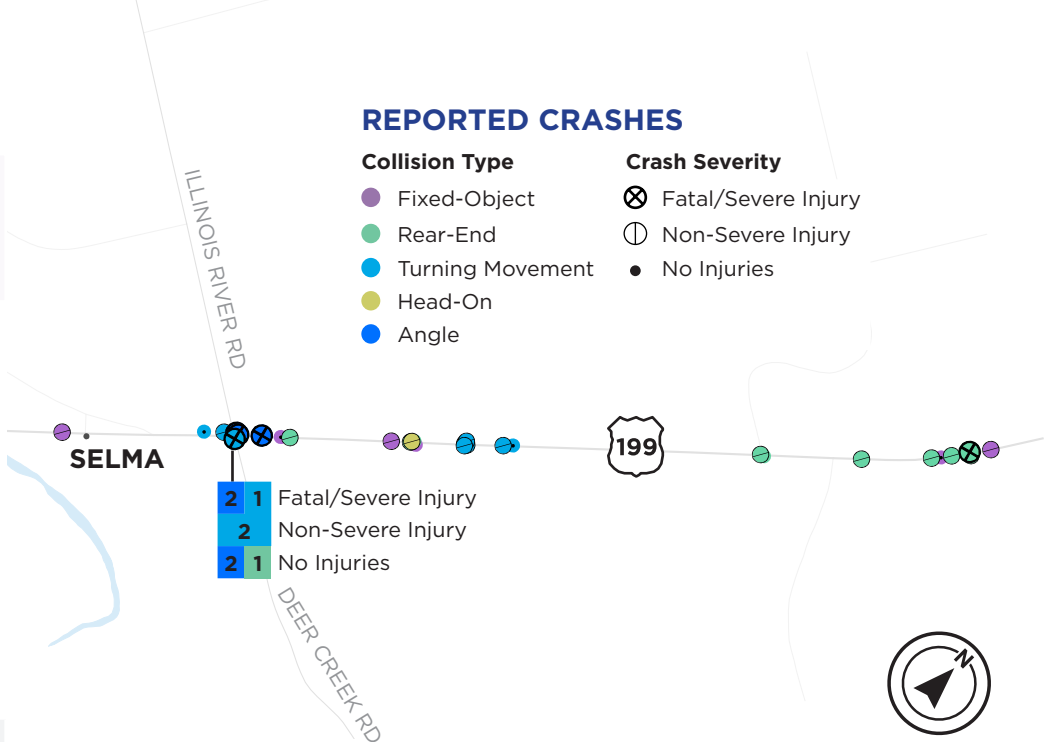 REPORTED CRASHES
Collision Type
Fixed-Object
Rear-End
Turning Movement
Head-On
Angle
Crash Severity
Fatal/Severe Injury
Non-Severe Injury
No Injuries
ILLINOIS RIVER RD
SELMA
199
2 1 Fatal/Severe Injury
2 Non-Severe Injury
2 1 No Injuries
DEER CREEK RD
N